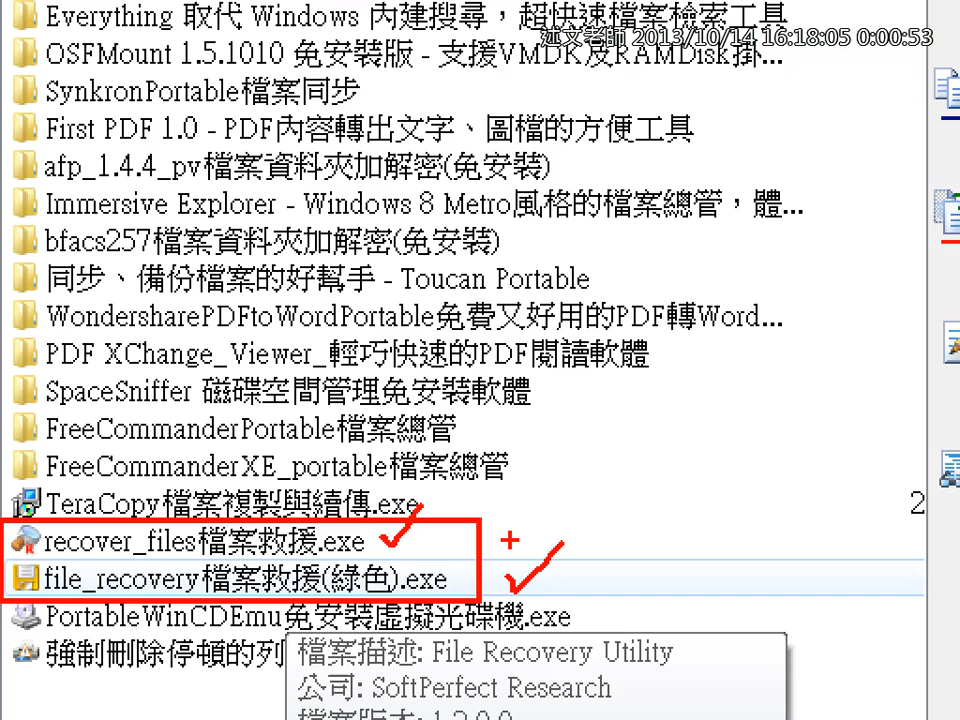 Everything 取代 Windows 內建搜尋，超快速檔案檢索工具
老師 2013/10/14 16:18:05 0:00:53
OSFMount 1.5.1010 免安裝版 - 支援VMDK及RAMDisk掛...
SynkronPortable檔案同步
First PDF 1.0 - PDF內容轉出文字、圖檔的方便工具
afp_1.4.4_pv檔案資料夾加解密(免安裝)
Immersive Explorer - Windows 8 Metro風格的檔案總管，體...
bfacs257檔案資料夾加解密(免安裝)
同步、備份檔案的好幫手 - Toucan Portable
WondersharePDFtoWordPortable免費又好用的PDF轉Word...
PDF XChange_Viewer_輕巧快速的PDF閱讀軟體
SpaceSniffer 磁碟空間管理免安裝軟體
FreeCommanderPortable檔案總管
FreeCommanderXE_portable檔案總管
TeraCopy檔案複製與續傳.exe 2
recover_files檔案救援.exe
file_recovery檔案救援(綠色).exe
PortableWinCDEmu免安裝虛擬光碟機.exe
強制刪除停頓的列
檔案描述: File Recovery Utility
公司: SoftPerfect Research
檔案版本: 1.2.0.0